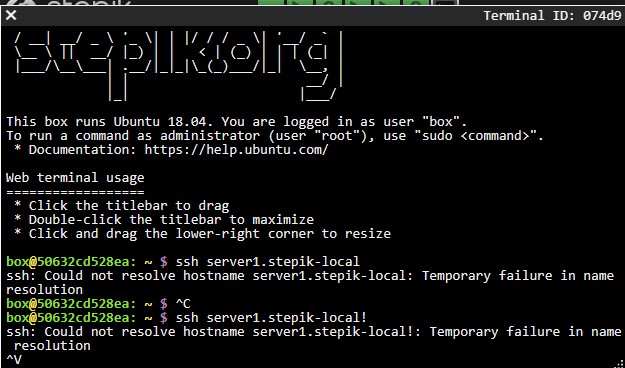 stepik
Terminal ID: 074d9
stepik.org
This box runs Ubuntu 18.04. You are logged in as user "box".
To run a command as administrator (user "root"), use "sudo <command>".
* Documentation: https://help.ubuntu.com/
Web terminal usage
==================
* Click the titlebar to drag
* Double-click the titlebar to maximize
* Click and drag the lower-right corner to resize
box@50632cd528ea: ~ $ ssh server1.stepik-local
ssh: Could not resolve hostname server1.stepik-local: Temporary failure in name
resolution
box@50632cd528ea: ~ $ ^C
box@50632cd528ea: ~ $ ssh server1.stepik-local!
ssh: Could not resolve hostname server1.stepik-local!: Temporary failure in name
resolution
^V